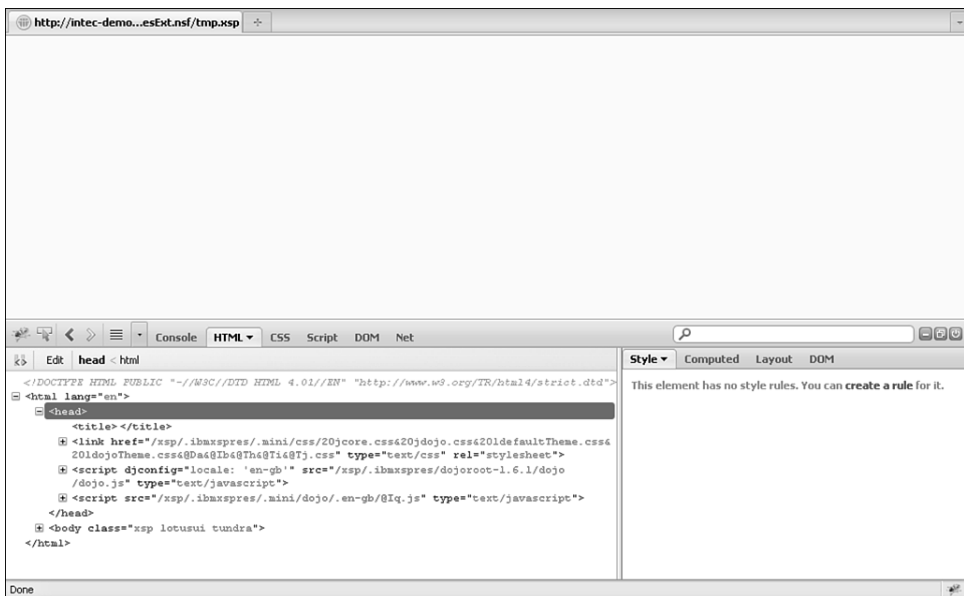 http://intec-demo...esExt.nsf/tmp.xsp
Console HTML CSS Script DOM Net
Edit head < html
Style Computed Layout DOM
<!DOCTYPE HTML PUBLIC "-//W3C//DTD HTML 4.01//EN" "http://www.w3.org/TR/html4/strict.dtd">
<html lang="en">
<head>
<title></title>
<link href="/xsp/.ibmxspres/.mini/css/@0jcore.css&@0jdojo.css&@0ldefaultTheme.css&
@0ldojoTheme.css&@Da&@Ib&@Th&@Ti&@Tj.css" type="text/css" rel="stylesheet">
<script djconfig="locale: 'en-gb'" src="/xsp/.ibmxspres/dojoroot-1.6.1/dojo
/dojo.js" type="text/javascript">
<script src="/xsp/.ibmxspres/.mini/dojo/.en-gb/@Iq.js" type="text/javascript">
</head>
<body class="xsp lotusui tundra">
</html>
This element has no style rules. You can create a rule for it.
Done